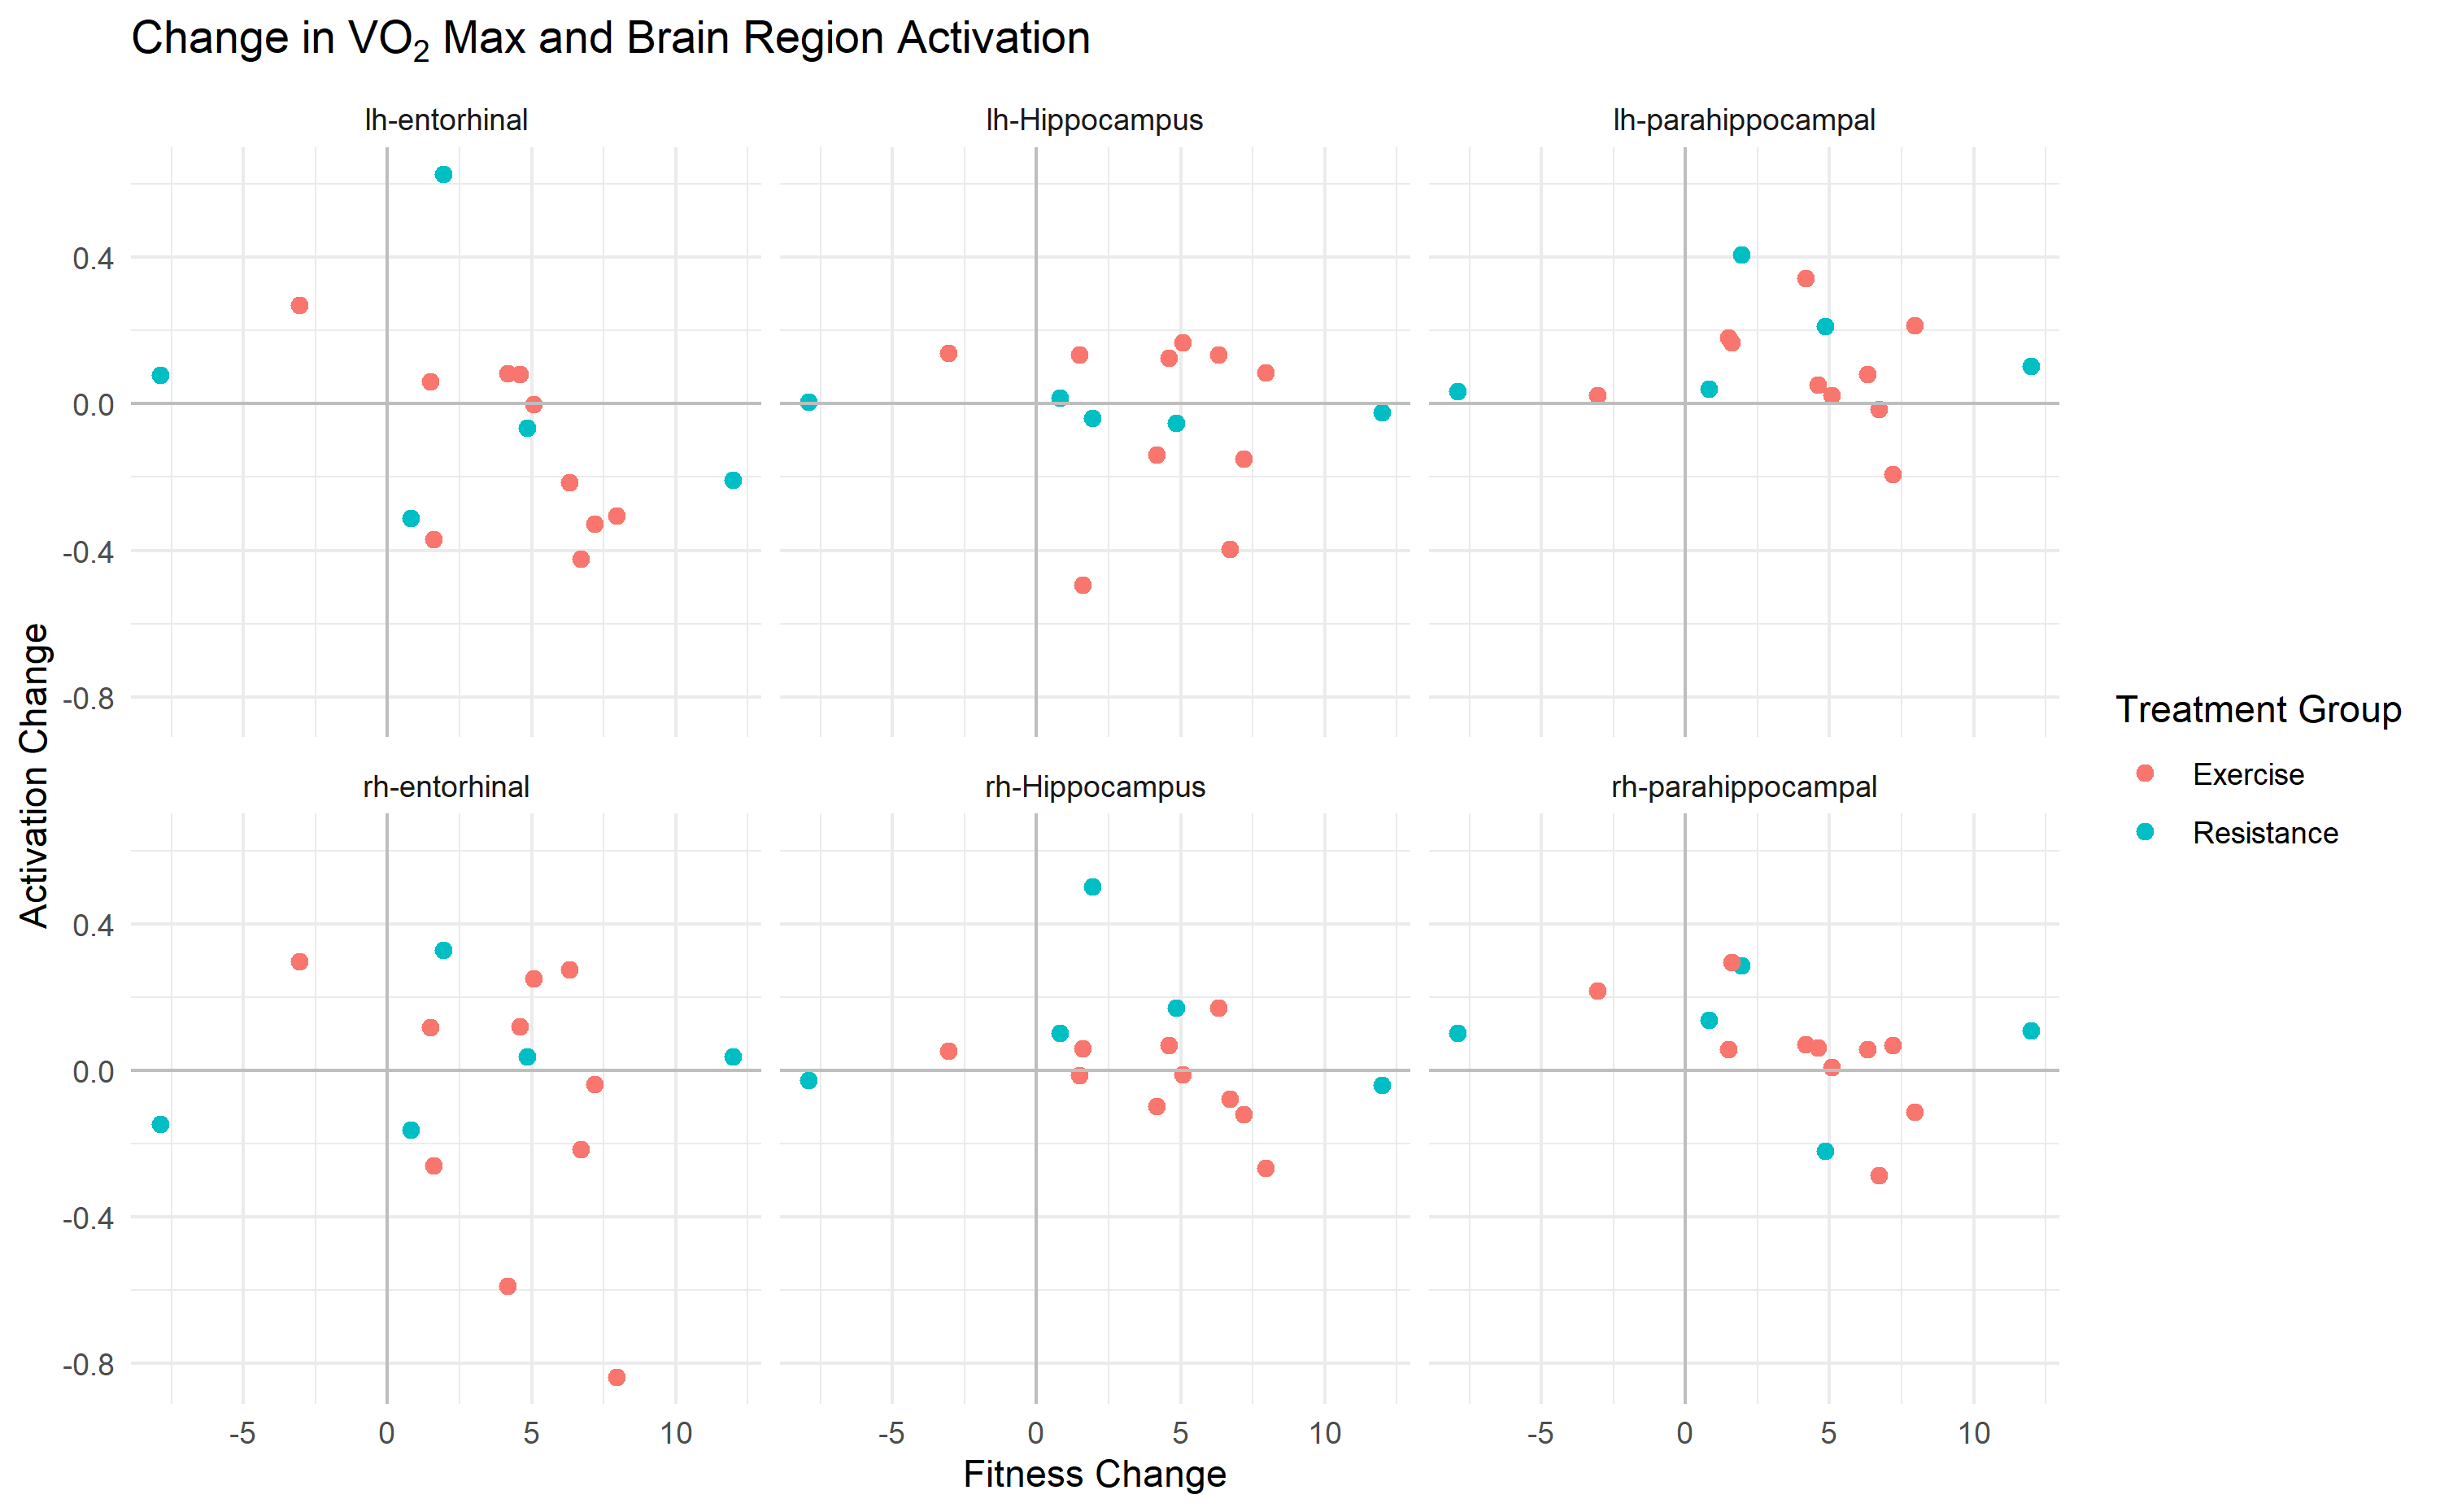 Change in VO₂ Max and Brain Region Activation
lh-entorhinal
lh-Hippocampus
lh-parahippocampal
0.4
0.0
-0.4
-0.8
Activation Change
rh-entorhinal
rh-Hippocampus
rh-parahippocampal
0.4
0.0
-0.4
-0.8
-5 0 5 10
-5 0 5 10
-5 0 5 10
Fitness Change
Treatment Group
Exercise
Resistance